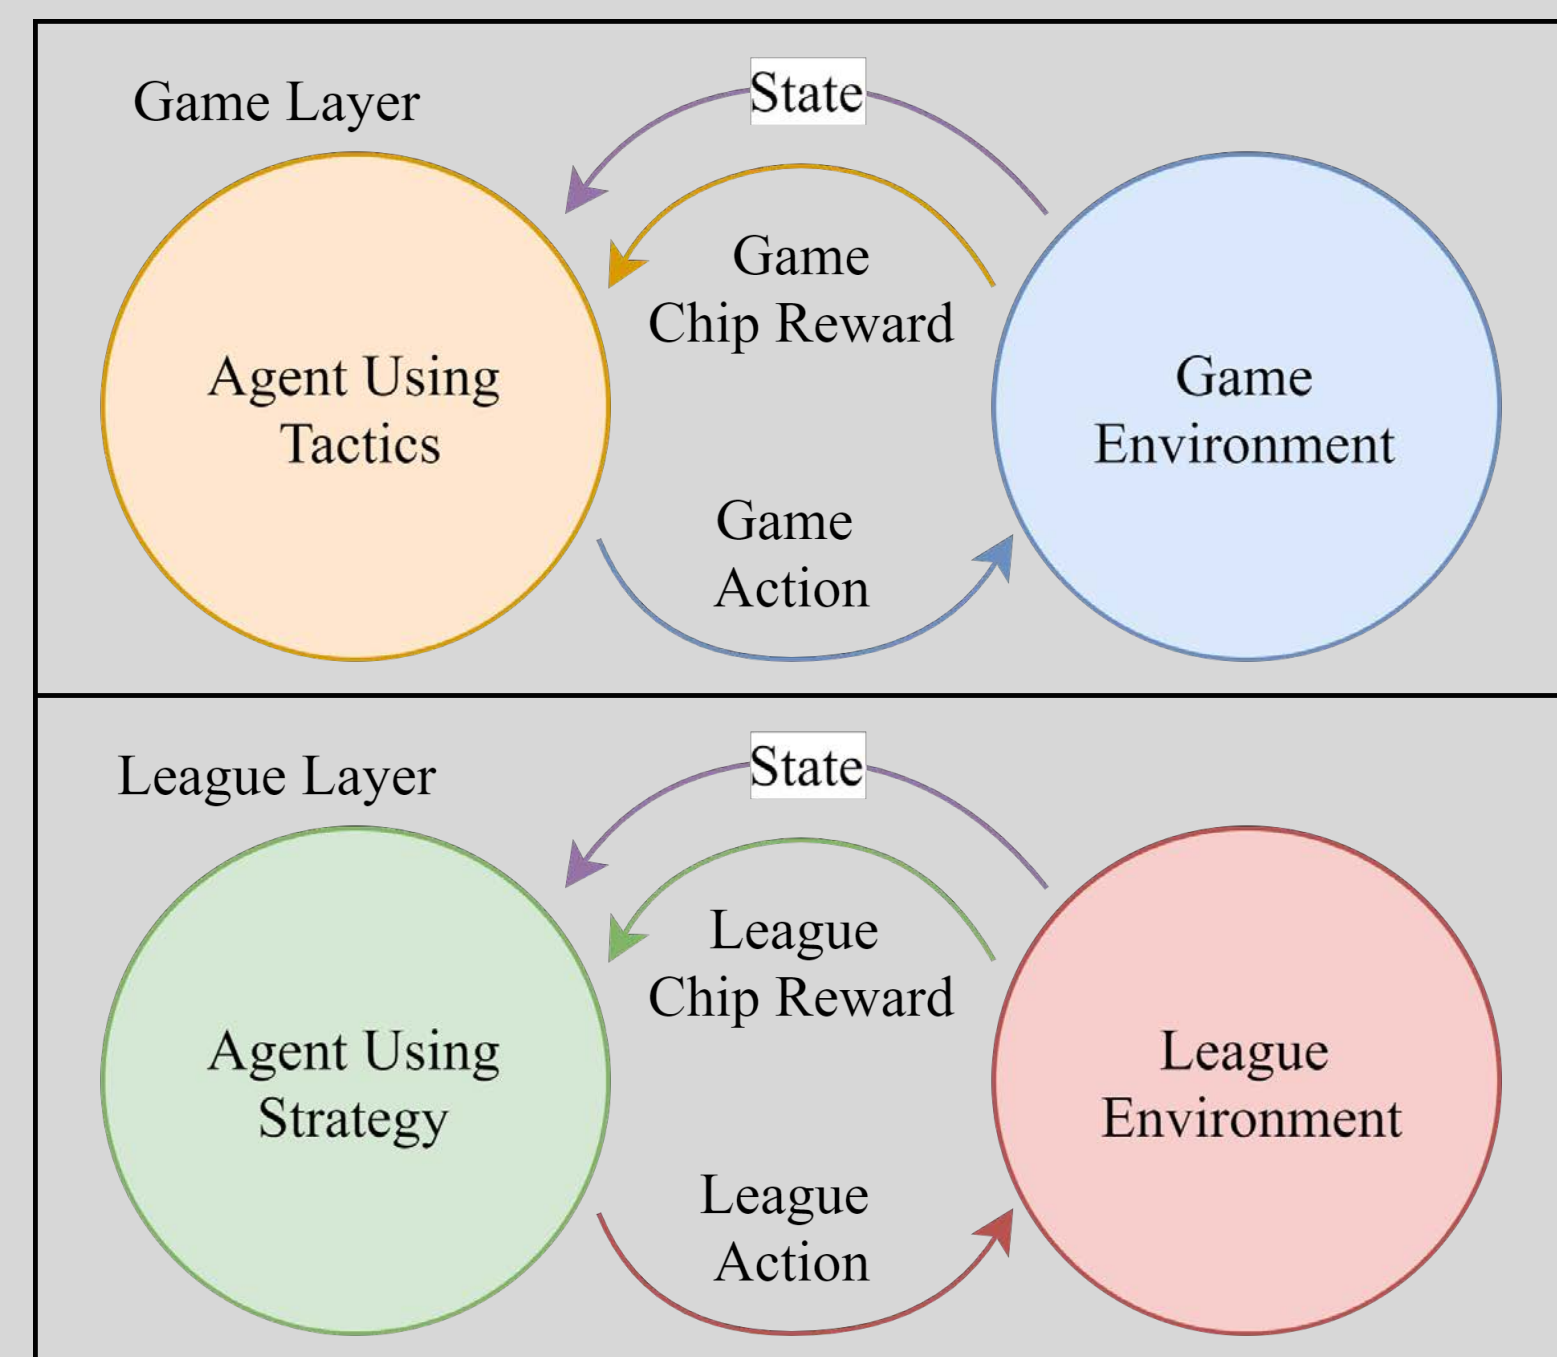 Game Layer
State
Game
Chip Reward
Agent Using
Tactics
Game
Environment
Game
Action
League Layer
State
League
Chip Reward
Agent Using
Strategy
League
Environment
League
Action